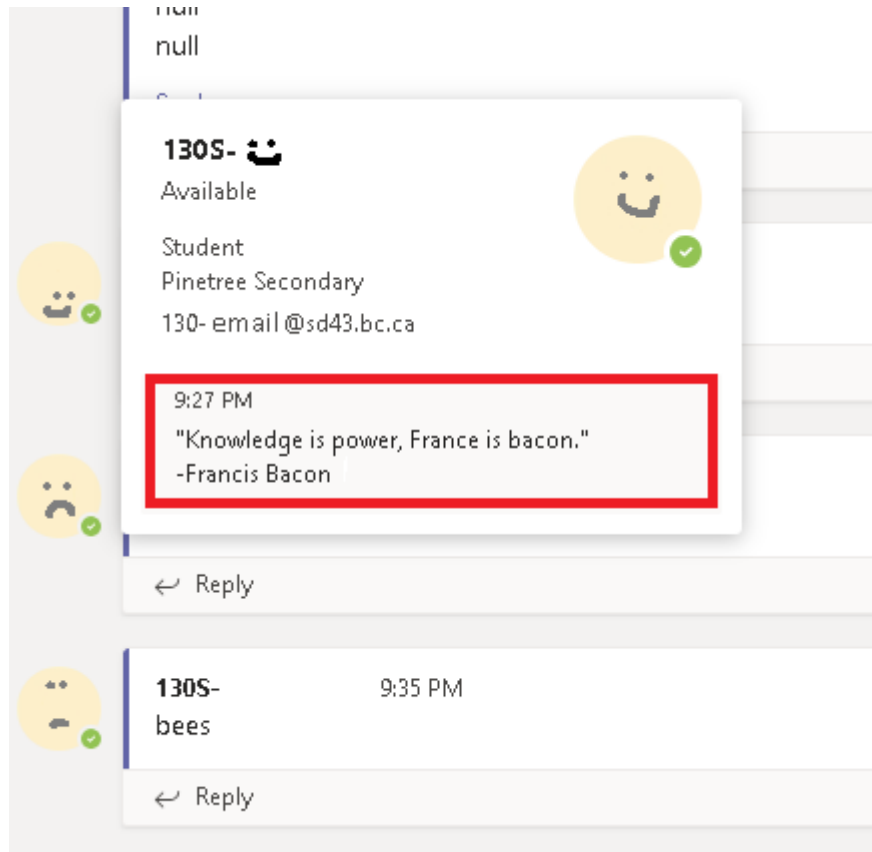 null
null
130S-
Available
Student
Pinetree Secondary
130- email @sd43.bc.ca
9:27 PM
"Knowledge is power, France is bacon."
-Francis Bacon
Reply
130S- 9:35 PM
bees
Reply